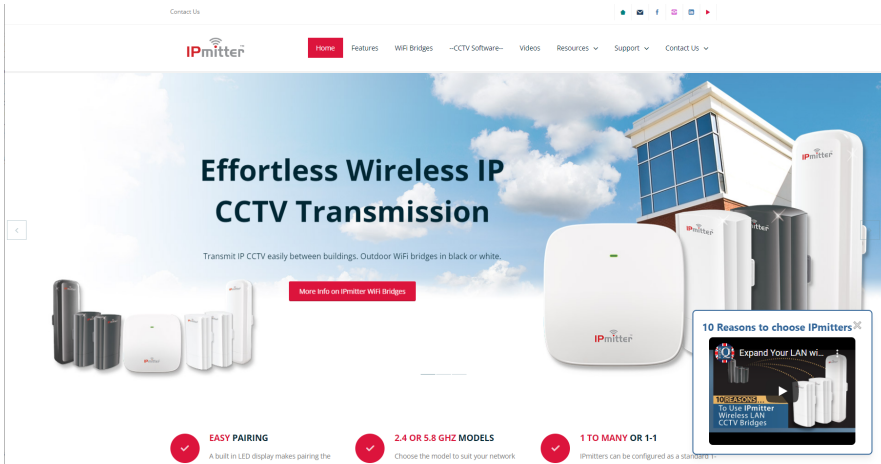 Contact Us
IPmitter
Home
Features
WiFi Bridges
--CCTV Software--
Videos
Resources
Support
Contact Us
Effortless Wireless IP
CCTV Transmission
Transmit IP CCTV easily between buildings. Outdoor WiFi bridges in black or white.
More Info on IPmitter WiFi Bridges
IPmitter
IPmitter
IPmitter
10 Reasons to choose IPmitters
Expand Your LAN wi...
10 REASONS...
To Use IPmitter
Wireless LAN
CCTV Bridges
EASY PAIRING
A built in LED display makes pairing the
2.4 OR 5.8 GHZ MODELS
Choose the model to suit your network
1 TO MANY OR 1-1
IPmitters can be configured as a standard 1-